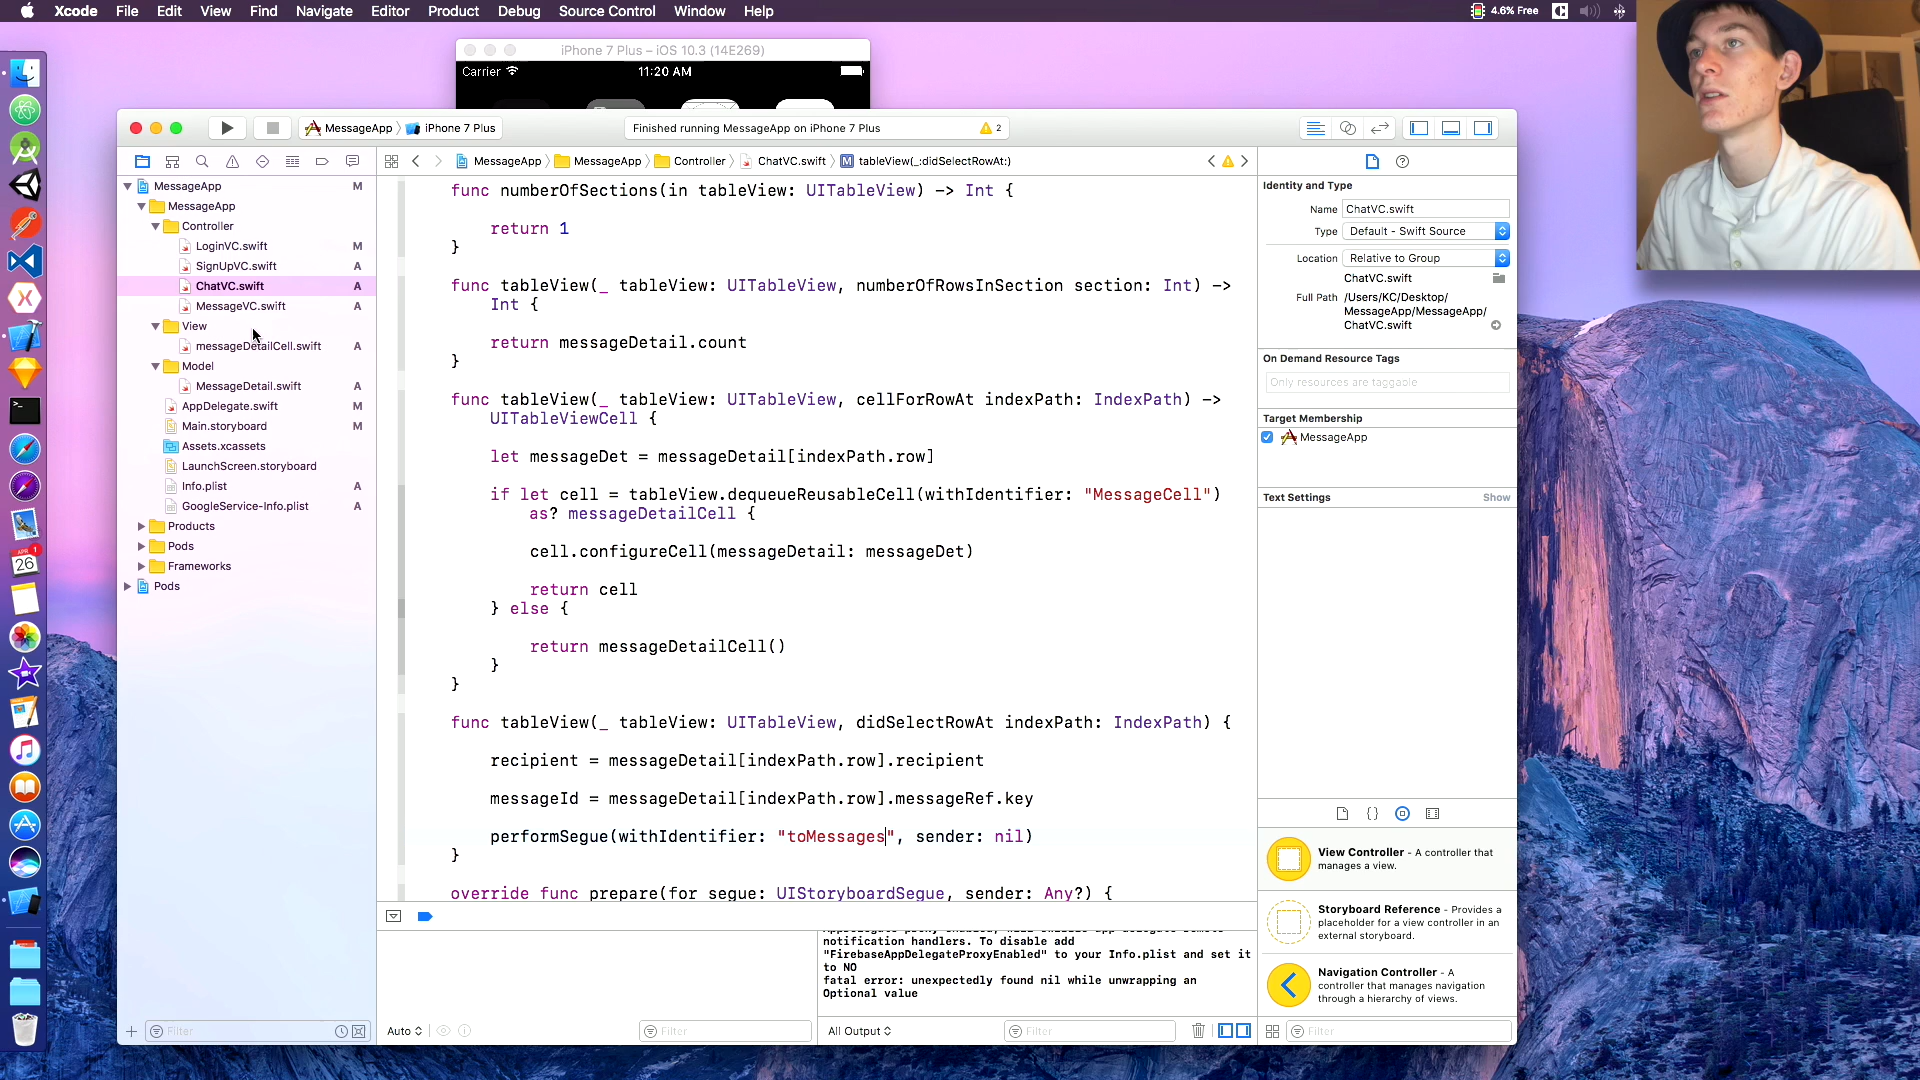 Xcode File Edit View Find Navigate Editor Product Debug Source Control Window Help
4.6% Free
iPhone 7 Plus – iOS 10.3 (14E269)
Carrier 11:20 AM
MessageApp iPhone 7 Plus
Finished running MessageApp on iPhone 7 Plus 2
MessageApp MessageApp Controller ChatVC.swift M tableView(_:didSelectRowAt:)
MessageApp M
MessageApp
Controller
LoginVC.swift M
SignUpVC.swift A
ChatVC.swift A
MessageVC.swift A
View
messageDetailCell.swift A
Model
MessageDetail.swift A
AppDelegate.swift M
Main.storyboard M
Assets.xcassets
LaunchScreen.storyboard
Info.plist A
GoogleService-Info.plist A
Products
Pods
Frameworks
Pods
Filter
APR 1
26
func numberOfSections(in tableView: UITableView) -> Int {
return 1
}
func tableView(_ tableView: UITableView, numberOfRowsInSection section: Int) ->
Int {
return messageDetail.count
}
func tableView(_ tableView: UITableView, cellForRowAt indexPath: IndexPath) ->
UITableViewCell {
let messageDet = messageDetail[indexPath.row]
if let cell = tableView.dequeueReusableCell(withIdentifier: "MessageCell")
as? messageDetailCell {
cell.configureCell(messageDetail: messageDet)
return cell
} else {
return messageDetailCell()
}
}
func tableView(_ tableView: UITableView, didSelectRowAt indexPath: IndexPath) {
recipient = messageDetail[indexPath.row].recipient
messageId = messageDetail[indexPath.row].messageRef.key
performSegue(withIdentifier: "toMessages", sender: nil)
}
override func prepare(for segue: UIStoryboardSegue, sender: Any?) {
notification handlers. To disable add
"FirebaseAppDelegateProxyEnabled" to your Info.plist and set it
to NO
fatal error: unexpectedly found nil while unwrapping an
Optional value
Auto Filter All Output Filter
Identity and Type
Name ChatVC.swift
Type Default - Swift Source
Location Relative to Group
ChatVC.swift
Full Path /Users/KC/Desktop/
MessageApp/MessageApp/
ChatVC.swift
On Demand Resource Tags
Only resources are taggable
Target Membership
MessageApp
Text Settings Show
View Controller - A controller that
manages a view.
Storyboard Reference - Provides a
placeholder for a view controller in an
external storyboard.
Navigation Controller - A
controller that manages navigation
through a hierarchy of views.
Filter